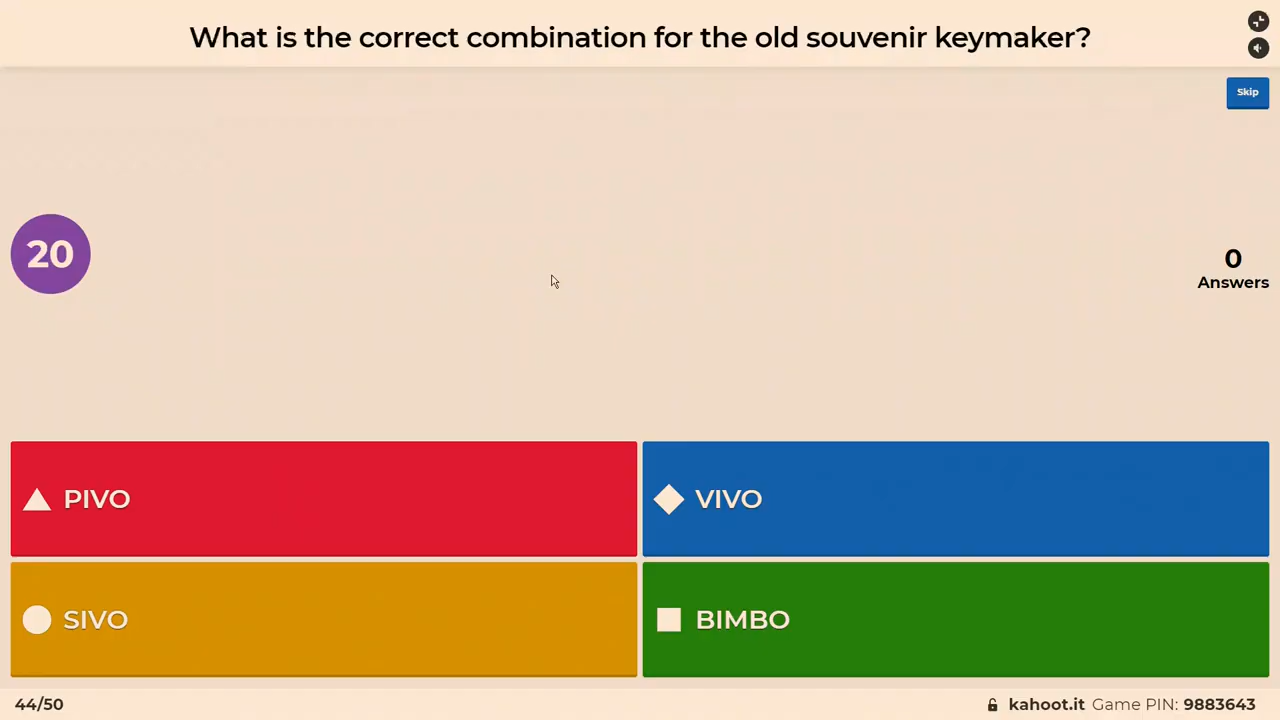 What is the correct combination for the old souvenir keymaker?
Skip
20
0
Answers
PIVO
VIVO
SIVO
BIMBO
44/50
kahoot.it Game PIN: 9883643